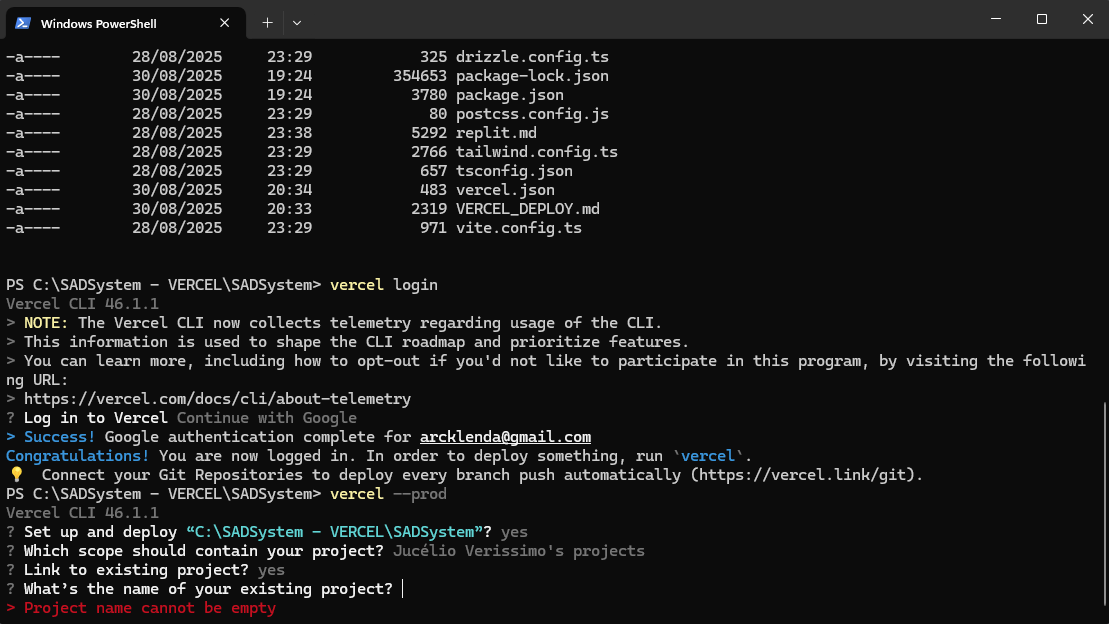 Windows PowerShell
-a---- 28/08/2025 23:29 325 drizzle.config.ts
-a---- 30/08/2025 19:24 354653 package-lock.json
-a---- 30/08/2025 19:24 3780 package.json
-a---- 28/08/2025 23:29 80 postcss.config.js
-a---- 28/08/2025 23:38 5292 replit.md
-a---- 28/08/2025 23:29 2766 tailwind.config.ts
-a---- 28/08/2025 23:29 657 tsconfig.json
-a---- 30/08/2025 20:34 483 vercel.json
-a---- 30/08/2025 20:33 2319 VERCEL_DEPLOY.md
-a---- 28/08/2025 23:29 971 vite.config.ts
PS C:\SADSystem - VERCEL\SADSystem> vercel login
Vercel CLI 46.1.1
> NOTE: The Vercel CLI now collects telemetry regarding usage of the CLI.
> This information is used to shape the CLI roadmap and prioritize features.
> You can learn more, including how to opt-out if you'd not like to participate in this program, by visiting the followi
ng URL:
> https://vercel.com/docs/cli/about-telemetry
? Log in to Vercel Continue with Google
> Success! Google authentication complete for arcklenda@gmail.com
Congratulations! You are now logged in. In order to deploy something, run `vercel`.
💡 Connect your Git Repositories to deploy every branch push automatically (https://vercel.link/git).
PS C:\SADSystem - VERCEL\SADSystem> vercel --prod
Vercel CLI 46.1.1
? Set up and deploy “C:\SADSystem - VERCEL\SADSystem”? yes
? Which scope should contain your project? Jucélio Verissimo's projects
? Link to existing project? yes
? What’s the name of your existing project?
> Project name cannot be empty